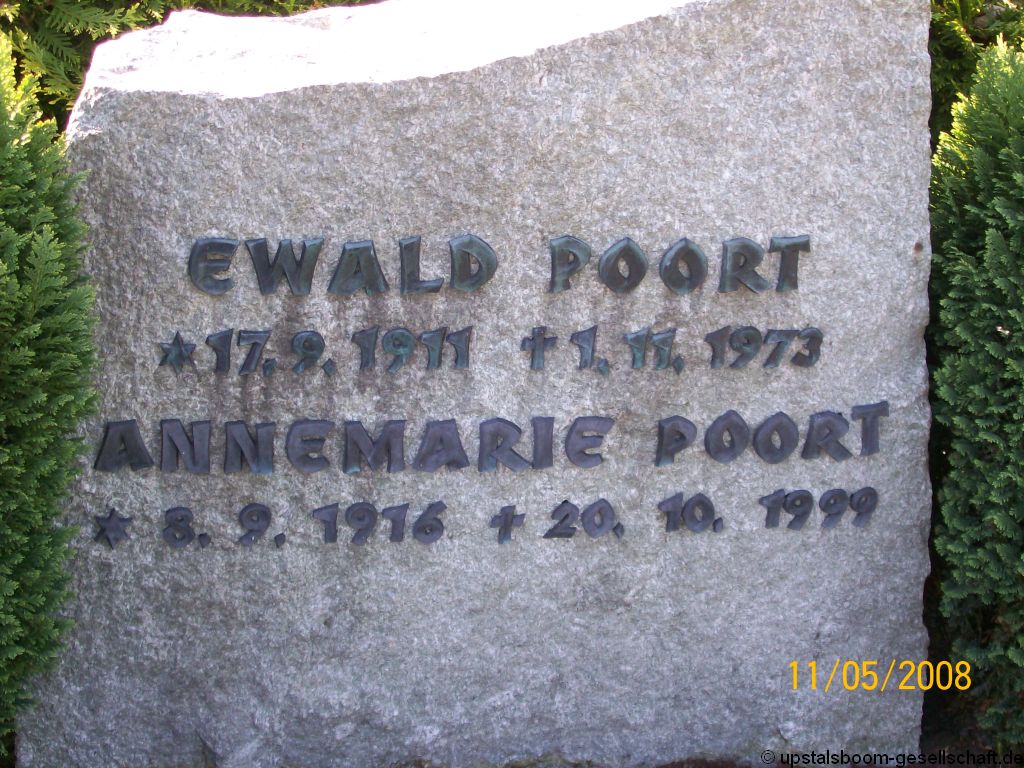 EWALD POORT
* 17. 9. 1911 † 1. 11. 1973
ANNEMARIE POORT
* 8. 9. 1916 † 20. 10. 1999
11/05/2008
© upstalsboom-gesellschaft.de